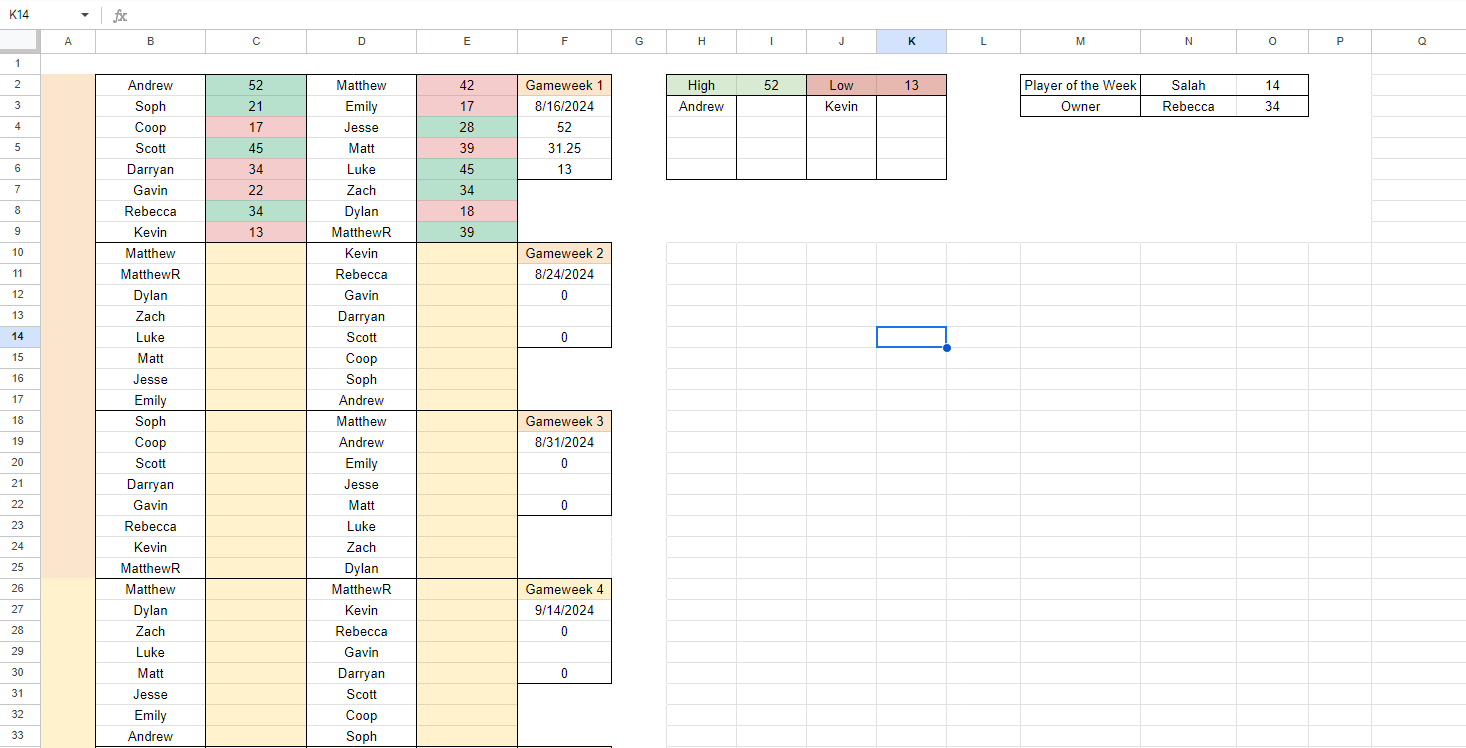 K14 fx
A B C D E F G H I J K L M N O P Q
1
2 Andrew 52 Matthew 42 Gameweek 1 High 52 Low 13 Player of the Week Salah 14
3 Soph 21 Emily 17 8/16/2024 Andrew Kevin Owner Rebecca 34
4 Coop 17 Jesse 28 52
5 Scott 45 Matt 39 31.25
6 Darryan 34 Luke 45 13
7 Gavin 22 Zach 34
8 Rebecca 34 Dylan 18
9 Kevin 13 MatthewR 39
10 Matthew Kevin Gameweek 2
11 MatthewR Rebecca 8/24/2024
12 Dylan Gavin 0
13 Zach Darryan
14 Luke Scott 0
15 Matt Coop
16 Jesse Soph
17 Emily Andrew
18 Soph Matthew Gameweek 3
19 Coop Andrew 8/31/2024
20 Scott Emily 0
21 Darryan Jesse
22 Gavin Matt 0
23 Rebecca Luke
24 Kevin Zach
25 MatthewR Dylan
26 Matthew MatthewR Gameweek 4
27 Dylan Kevin 9/14/2024
28 Zach Rebecca 0
29 Luke Gavin
30 Matt Darryan 0
31 Jesse Scott
32 Emily Coop
33 Andrew Soph